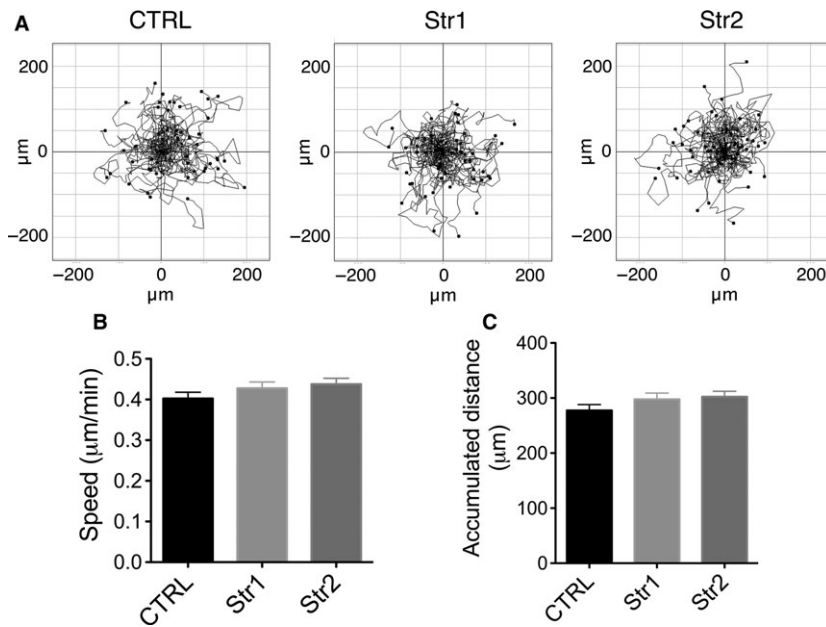 A
CTRL
Str1
Str2
200
0
−200
µm
−200 0 200
µm
200
0
−200
µm
−200 0 200
µm
200
0
−200
µm
−200 0 200
µm
B
0.5
0.4
0.4
0.2
0.1
0.0
Speed (µm/min)
CTRL
Str1
Str2
C
400
300
200
100
0
Accumulated distance
(µm)
CTRL
Str1
Str2